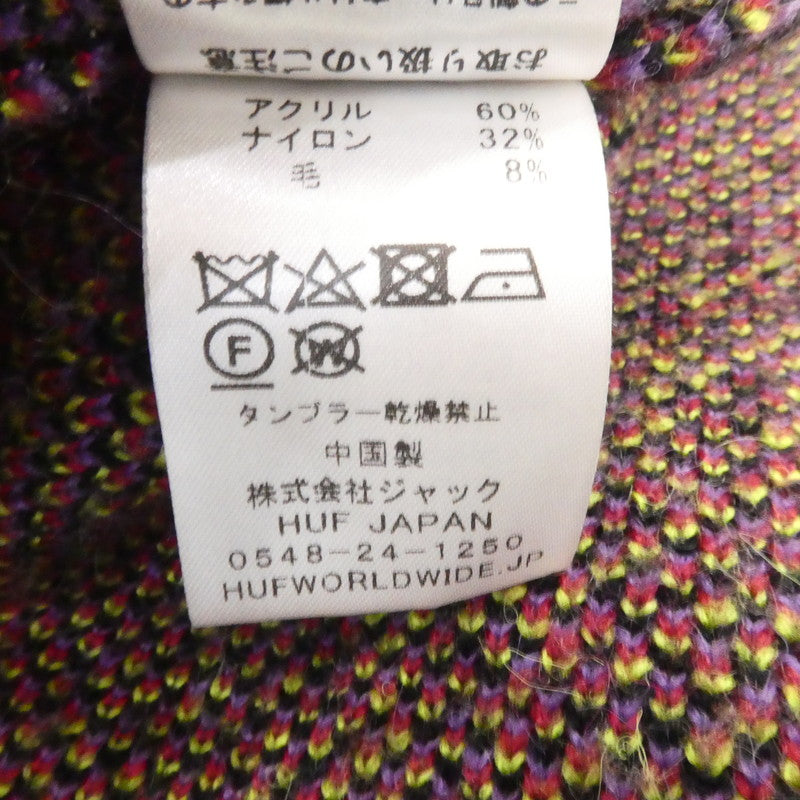 お取り扱いのご注意
アクリル 60%
ナイロン 32%
毛 8%
F W
タンブラー乾燥禁止
中国製
株式会社ジャック
HUF JAPAN
0548-24-1250
HUFWORLDWIDE.JP